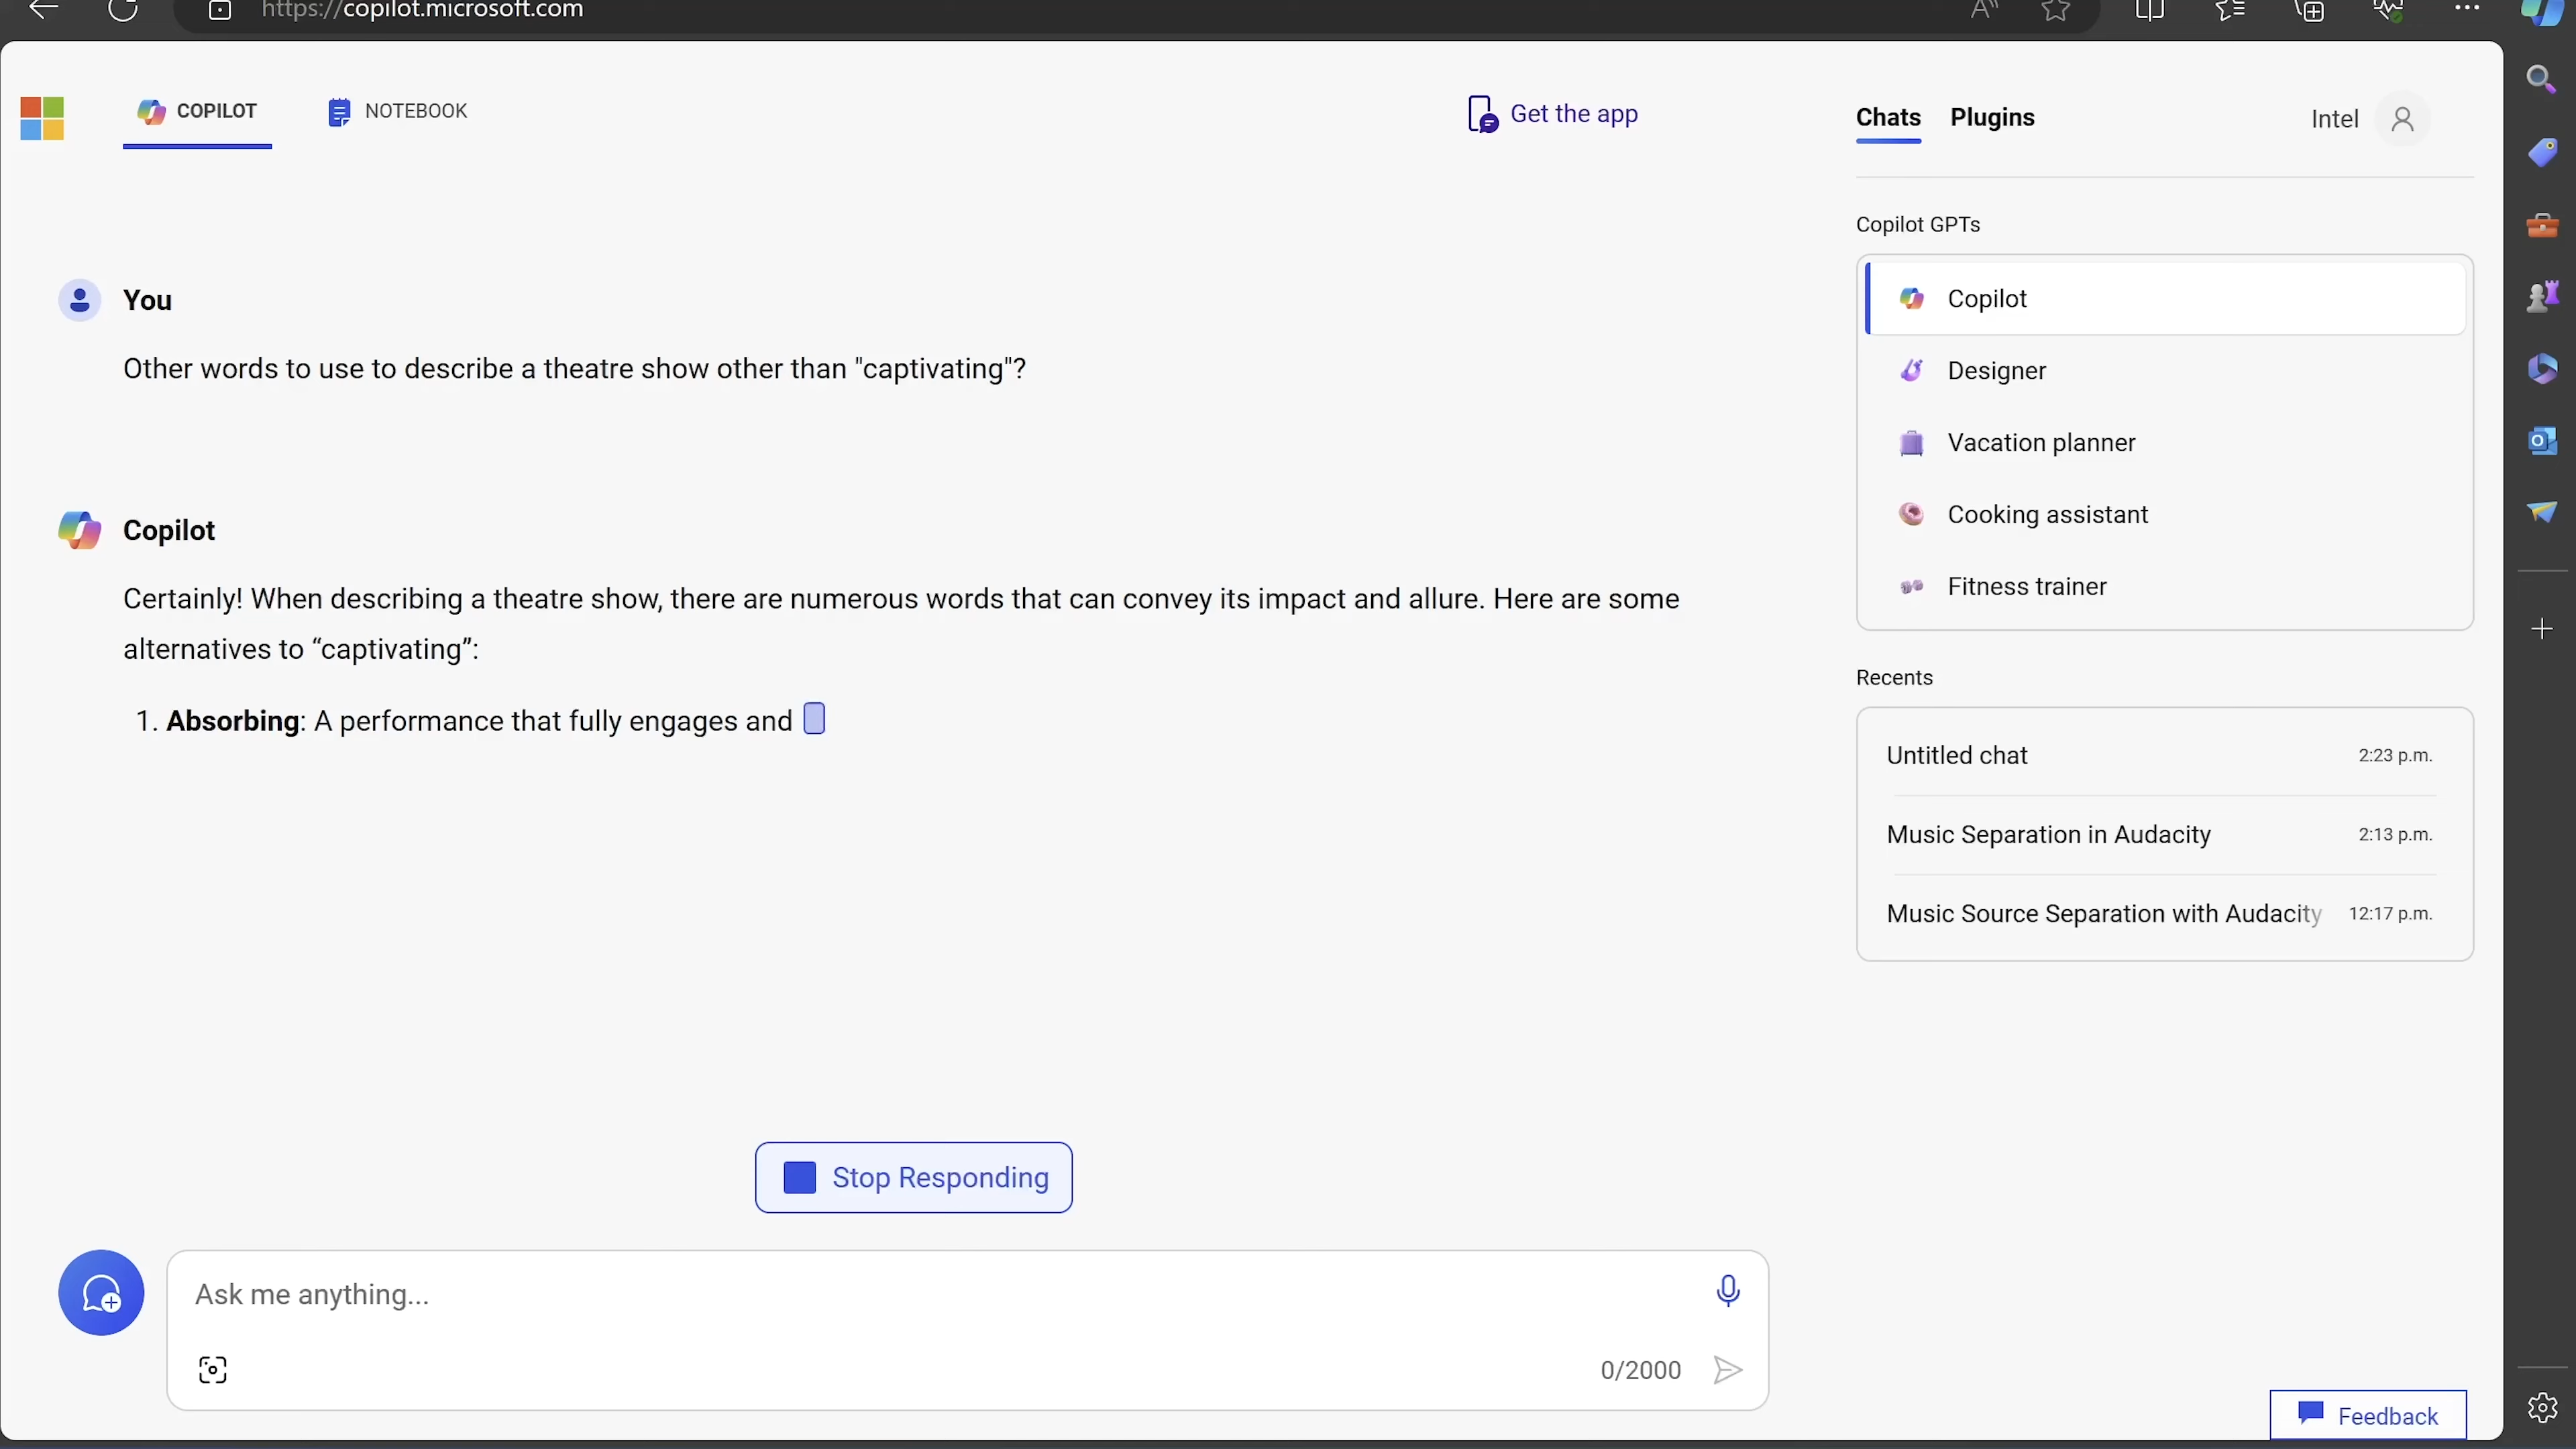 https://copilot.microsoft.com
COPILOT
NOTEBOOK
Get the app
Chats
Plugins
Intel
You
Other words to use to describe a theatre show other than "captivating"?
Copilot
Certainly! When describing a theatre show, there are numerous words that can convey its impact and allure. Here are some
alternatives to “captivating”:
1. Absorbing: A performance that fully engages and
Stop Responding
Ask me anything...
0/2000
Copilot GPTs
Copilot
Designer
Vacation planner
Cooking assistant
Fitness trainer
Recents
Untitled chat 2:23 p.m.
Music Separation in Audacity 2:13 p.m.
Music Source Separation with Audacity 12:17 p.m.
Feedback